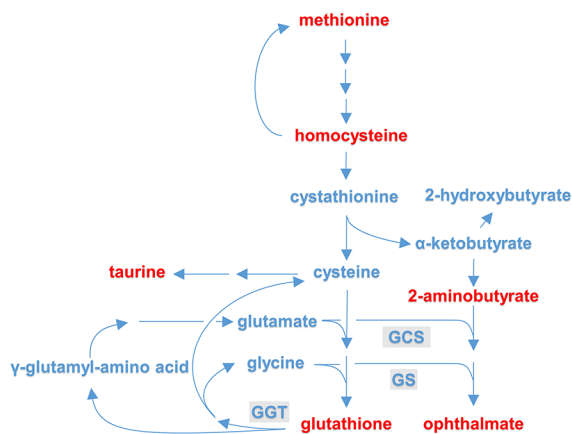 methionine
homocysteine
cystathionine
2-hydroxybutyrate
α-ketobutyrate
taurine
cysteine
2-aminobutyrate
glutamate
GCS
γ-glutamyl-amino acid
glycine
GS
GGT
glutathione
ophthalmate